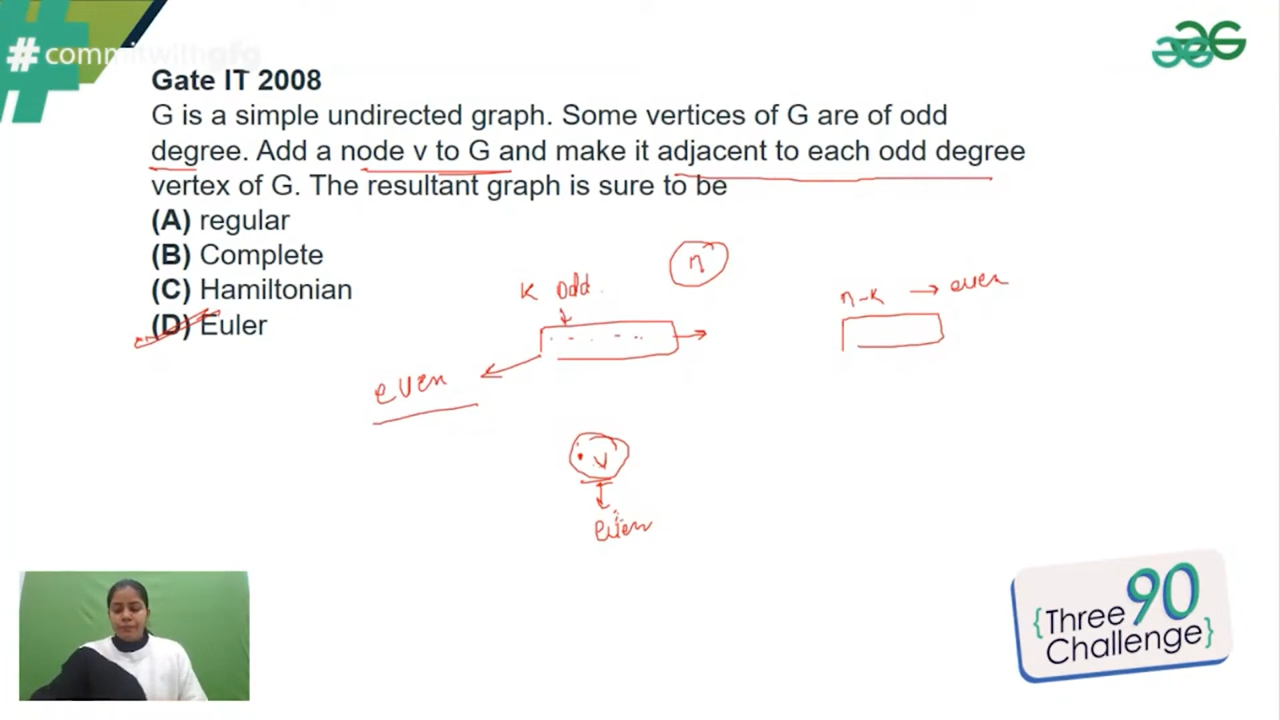 #commitwithgfg
Gate IT 2008
G is a simple undirected graph. Some vertices of G are of odd
degree. Add a node v to G and make it adjacent to each odd degree
vertex of G. The resultant graph is sure to be
(A) regular
(B) Complete
(C) Hamiltonian
(D) Euler
n
K odd
n-K → even
even
v
even
{Three 90
Challenge}